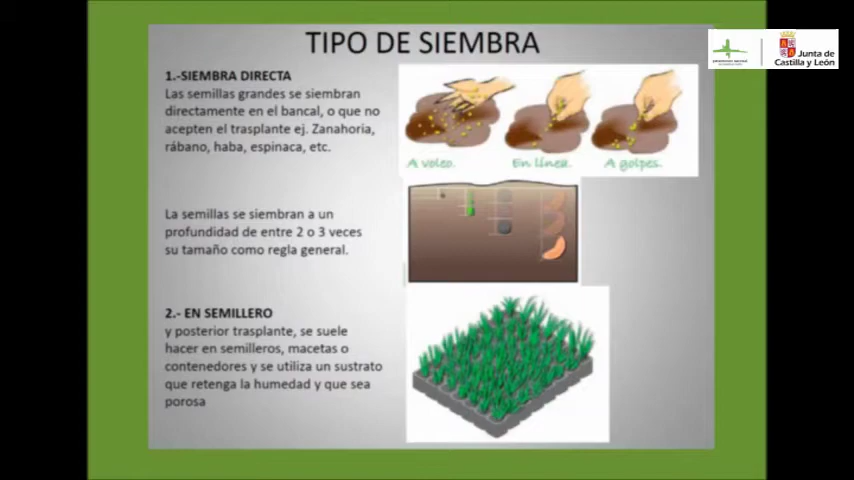 TIPO DE SIEMBRA
Junta de
Castilla y León
1.-SIEMBRA DIRECTA
Las semillas grandes se siembran
directamente en el bancal, o que no
acepten el trasplante ej. Zanahoria,
rábano, haba, espinaca, etc.
A voleo.
En línea.
A golpes.
La semillas se siembran a un
profundidad de entre 2 o 3 veces
su tamaño como regla general.
2.- EN SEMILLERO
y posterior trasplante, se suele
hacer en semilleros, macetas o
contenedores y se utiliza un sustrato
que retenga la humedad y que sea
porosa